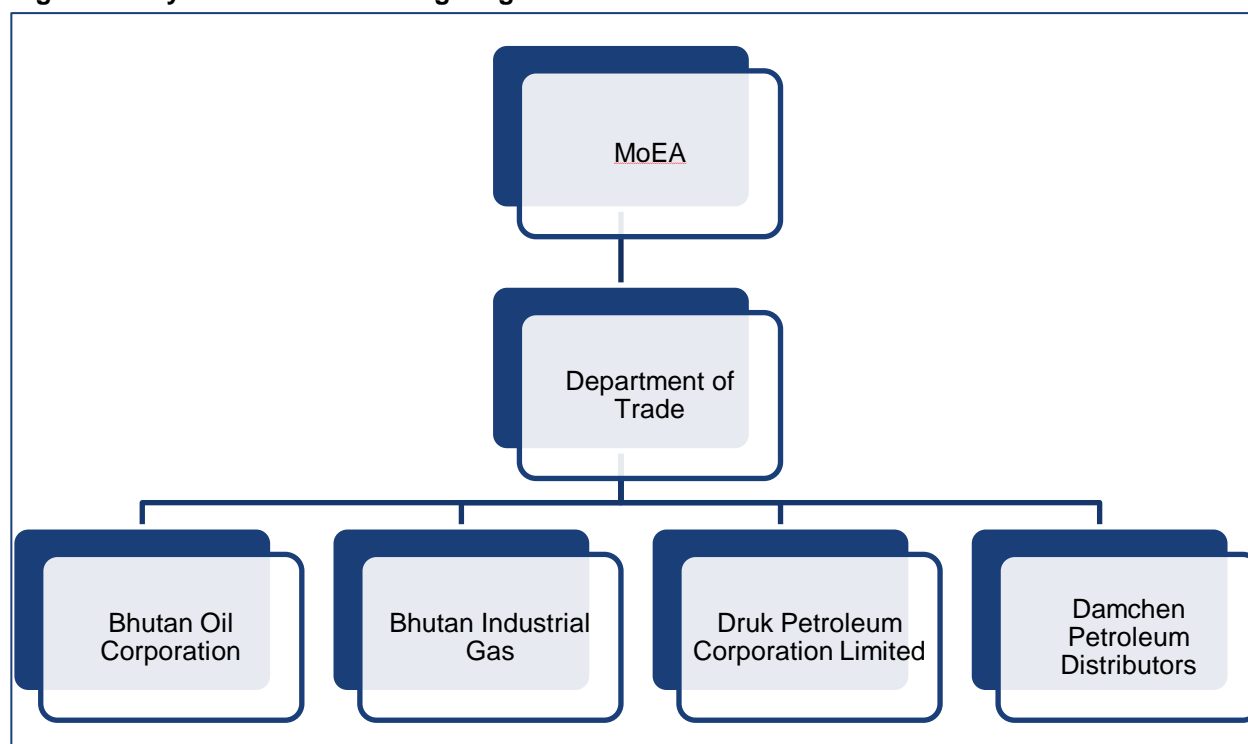 MoEA
Department of
Trade
Bhutan Oil
Corporation
Bhutan Industrial
Gas
Druk Petroleum
Corporation Limited
Damchen
Petroleum
Distributors